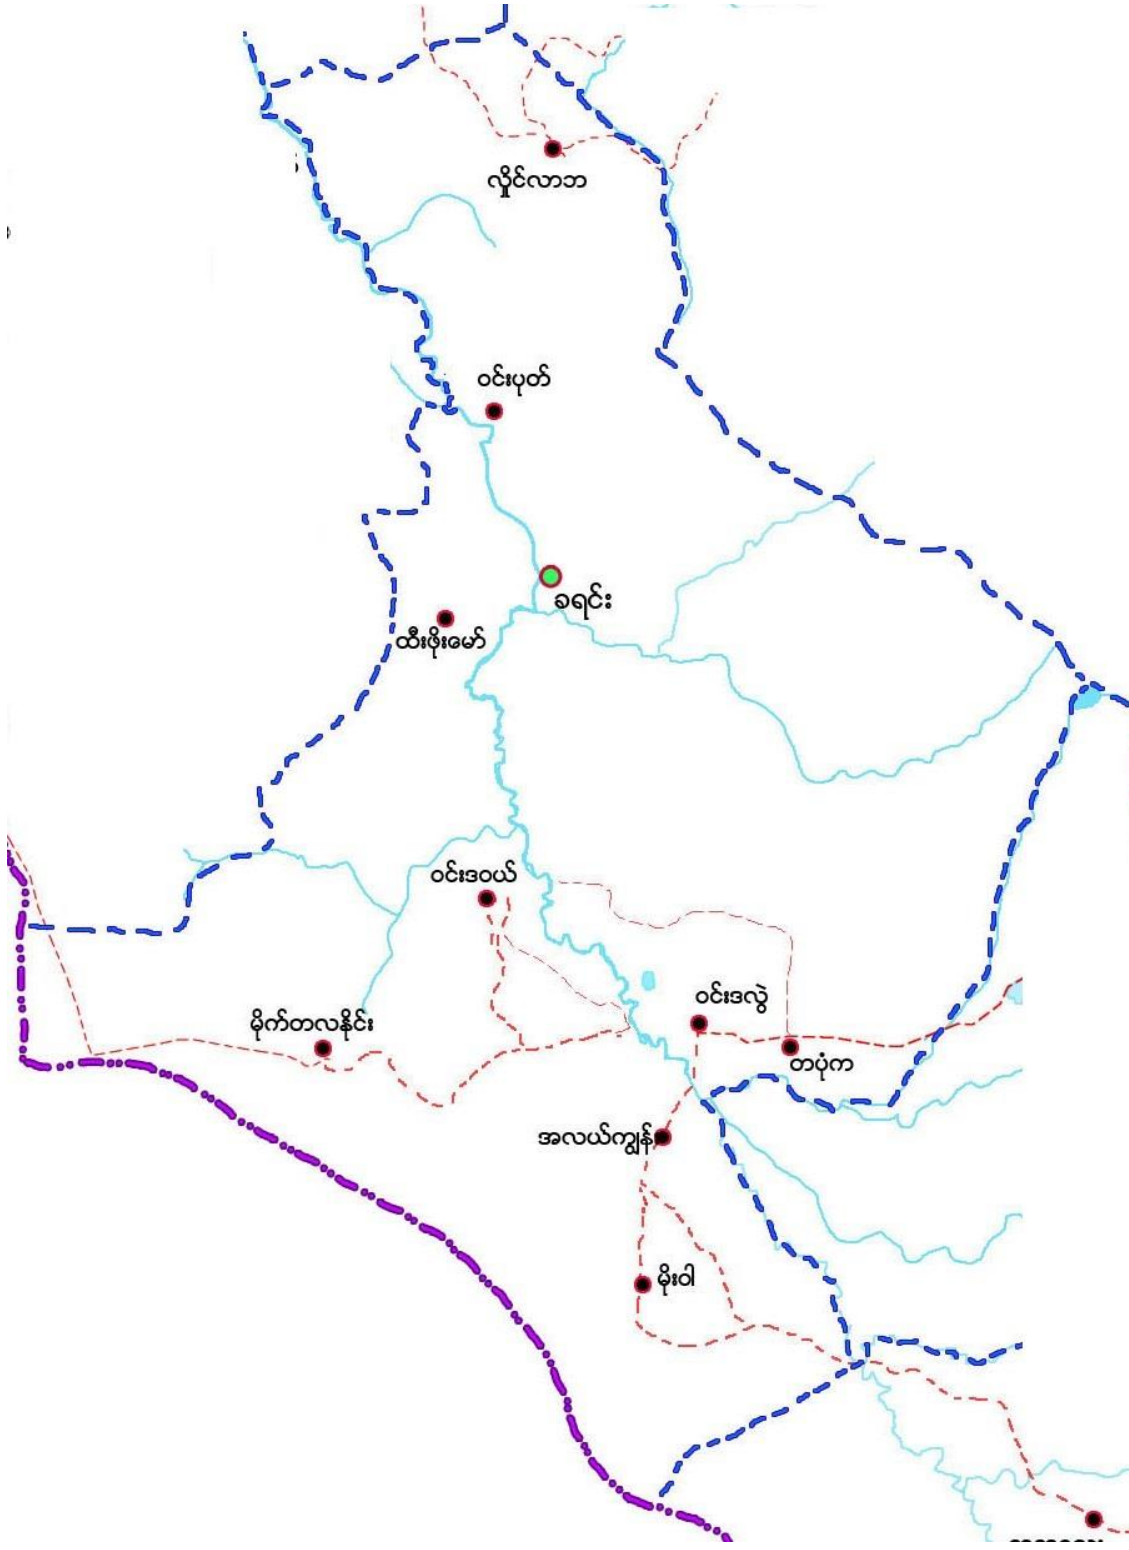 လှိုင်လာဘ
ဝင်းပုတ်
ခရင်း
ထီးဖိုးမော်
ဝင်းဒဝယ်
ဝင်းဒလွဲ
မိုက်တလနိုင်း
တပုံက
အလယ်ကျွန်
မိုးဝါ